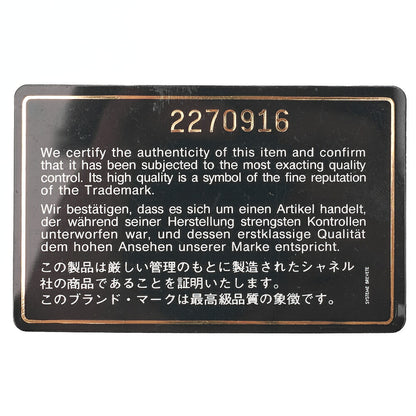 2270916
We certify the authenticity of this item and confirm
that it has been subjected to the most exacting quality
control. Its high quality is a symbol of the fine reputation
of the Trademark.
Wir bestätigen, dass es sich um einen Artikel handelt,
der während seiner Herstellung strengsten Kontrollen
unterworfen war, und dessen erstklassige Qualität
dem hohen Ansehen unserer Marke entspricht.
この製品は厳しい管理のもとに製造されたシャネル
社の商品であることを証明いたします。
このブランド・マークは最高級品質の象徴です。
SYSTEME BREVETE